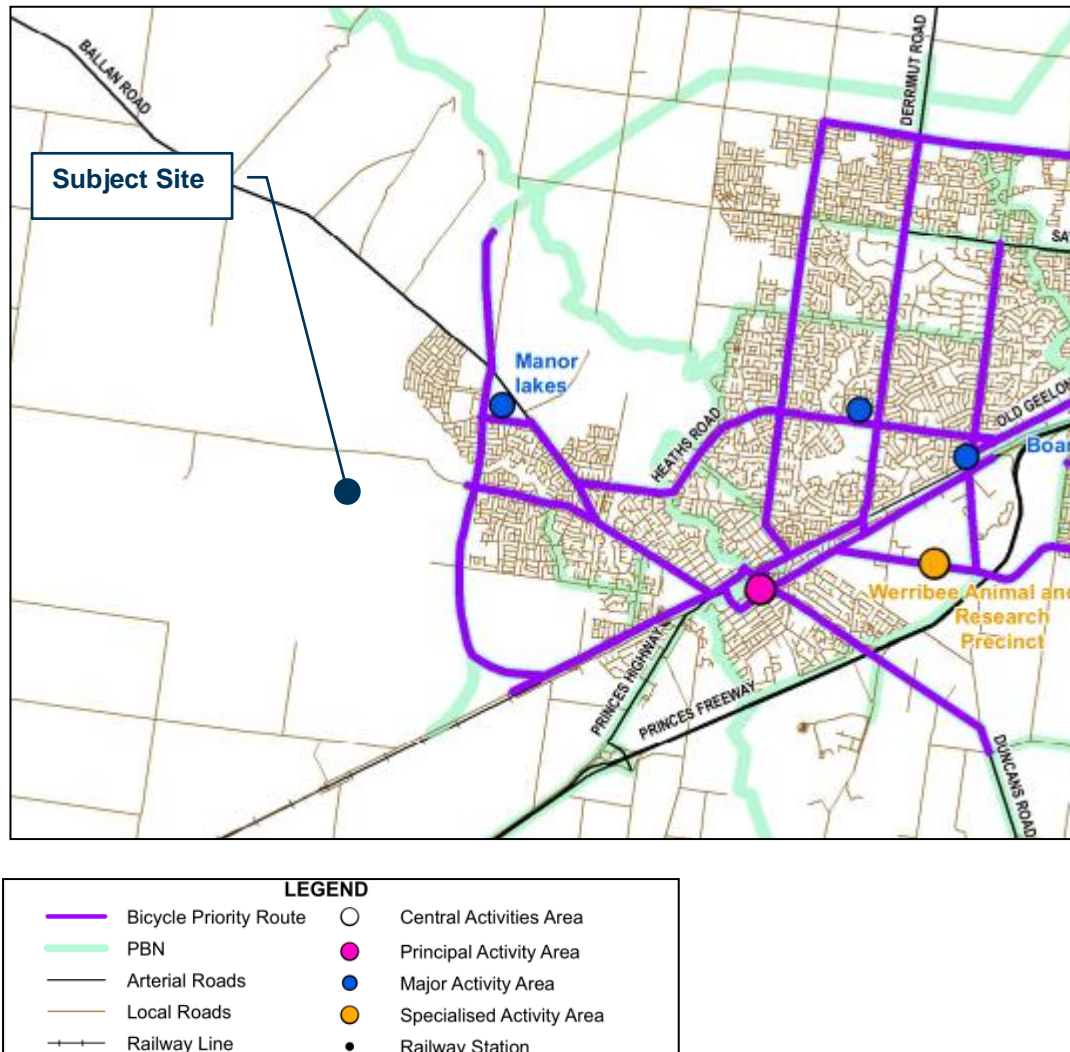 BALLAN ROAD
DERRIMUT ROAD
Subject Site
Manor
lakes
HEATHS ROAD
OLD GEELON
PRINCES HIGHWAY
PRINCES FREEWAY
Werribee Animal and
Research
Precinct
DUNCANS ROAD
LEGEND
Bicycle Priority Route
Central Activities Area
PBN
Principal Activity Area
Arterial Roads
Major Activity Area
Local Roads
Specialised Activity Area
Railway Line
Railway Station